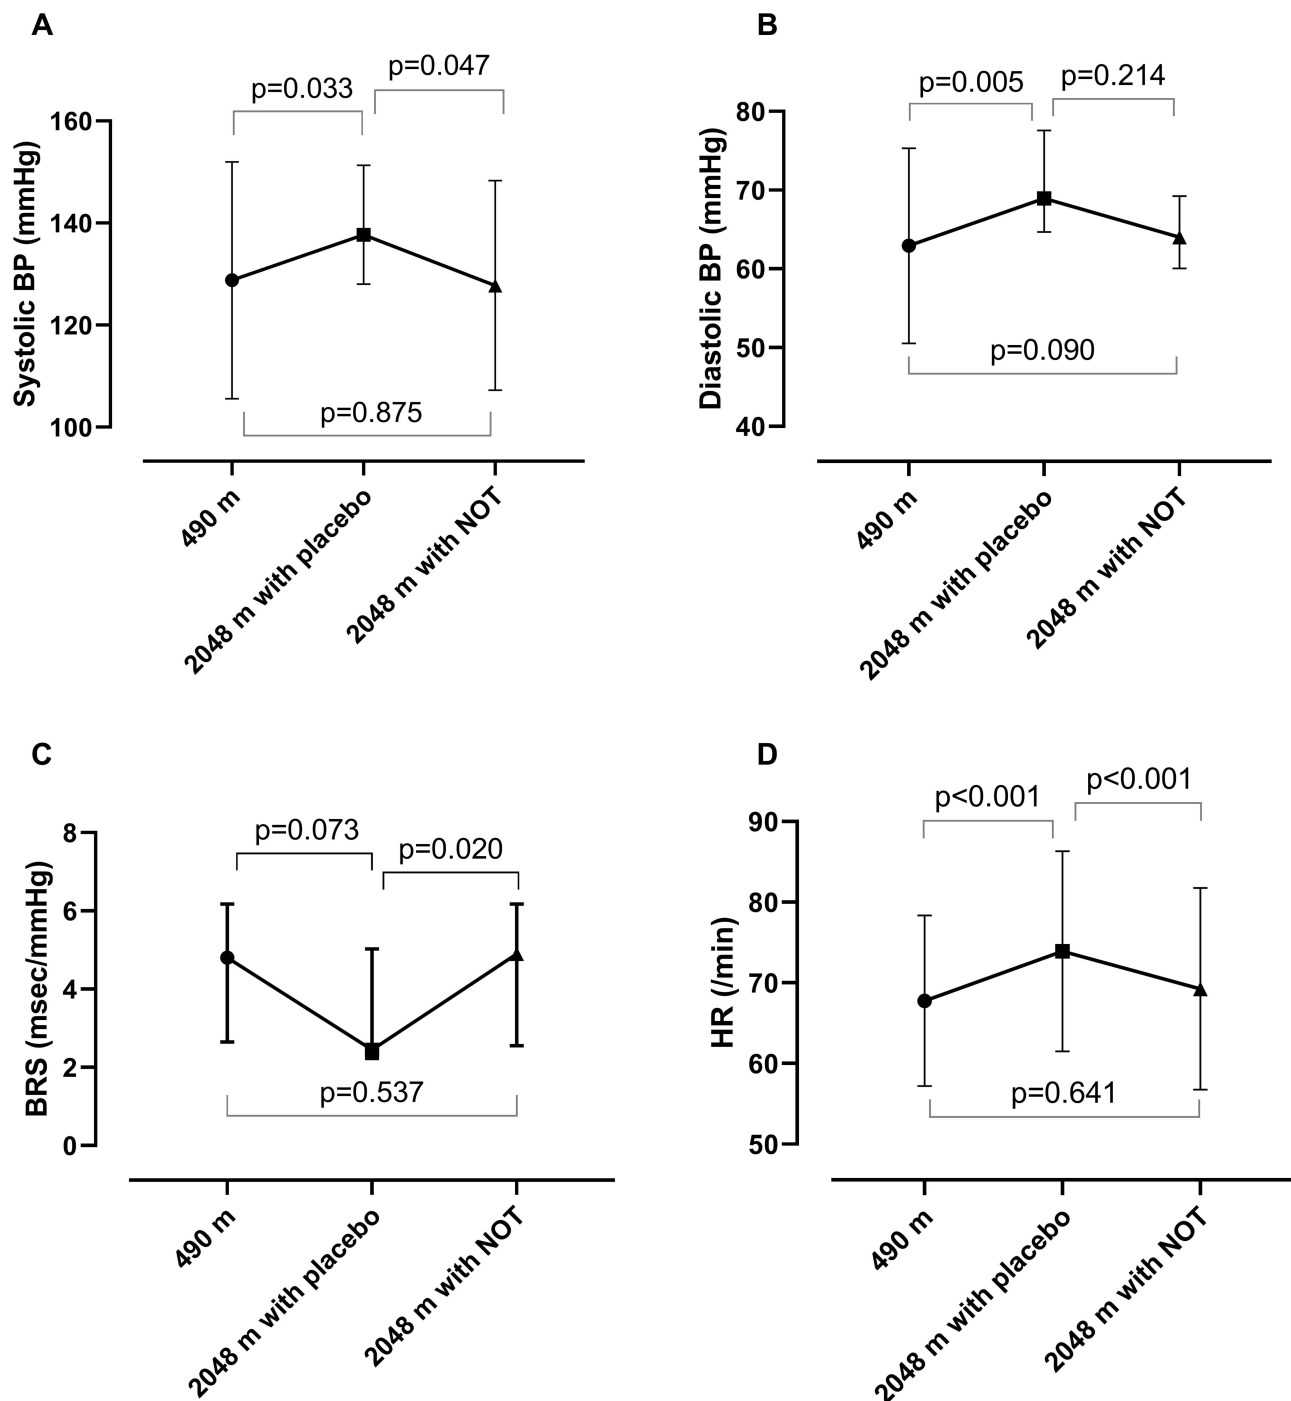 A
p=0.033
p=0.047
Systolic BP (mmHg)
160
140
120
100
p=0.875
490 m
2048 m with placebo
2048 m with NOT
B
p=0.005
p=0.214
Diastolic BP (mmHg)
80
70
60
50
40
p=0.090
490 m
2048 m with placebo
2048 m with NOT
C
p=0.073
p=0.020
BRS (msec/mmHg)
8
6
4
2
0
p=0.537
490 m
2048 m with placebo
2048 m with NOT
D
p<0.001
p<0.001
HR (/min)
90
80
70
60
50
p=0.641
490 m
2048 m with placebo
2048 m with NOT